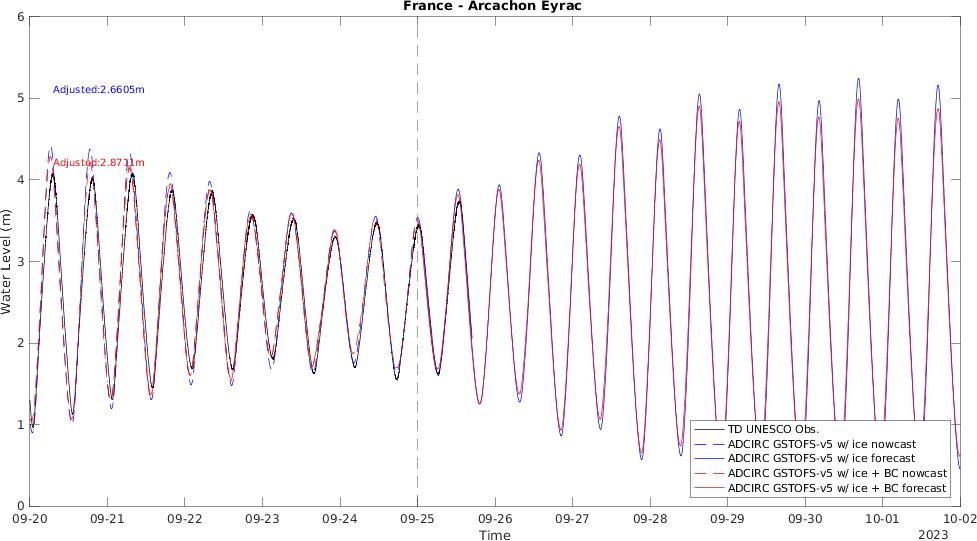 France - Arcachon Eyrac
6
5
4
3
2
1
0
Water Level (m)
Adjusted:2.6605m
Adjusted:2.8711m
TD UNESCO Obs.
ADCIRC GSTOFS-v5 w/ ice nowcast
ADCIRC GSTOFS-v5 w/ ice forecast
ADCIRC GSTOFS-v5 w/ ice + BC nowcast
ADCIRC GSTOFS-v5 w/ ice + BC forecast
09-20 09-21 09-22 09-23 09-24 09-25 09-26 09-27 09-28 09-29 09-30 10-01 10-02
Time
2023